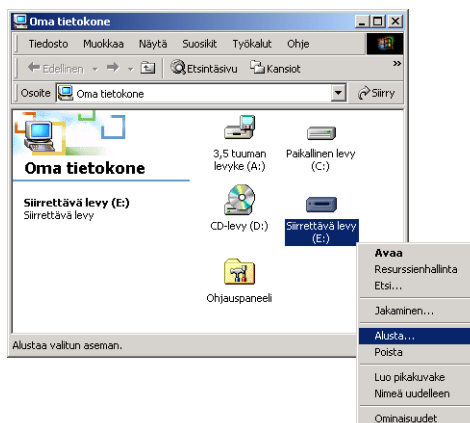 Oma tietokone
Tiedosto Muokkaa Näytä Suosikit Työkalut Ohje
Edellinen Etsintäsivu Kansiot »
Osoite Oma tietokone Siirry
Oma tietokone
Siirrettävä levy (E:)
Siirrettävä levy
3,5 tuuman
levyke (A:)
Paikallinen levy
(C:)
CD-levy (D:)
Siirrettävä levy
(E:)
Ohjauspaneeli
Alustaa valitun aseman.
Avaa
Resurssienhallinta
Etsi...
Jakaminen...
Alusta...
Poista
Luo pikakuvake
Nimeä uudelleen
Ominaisuudet